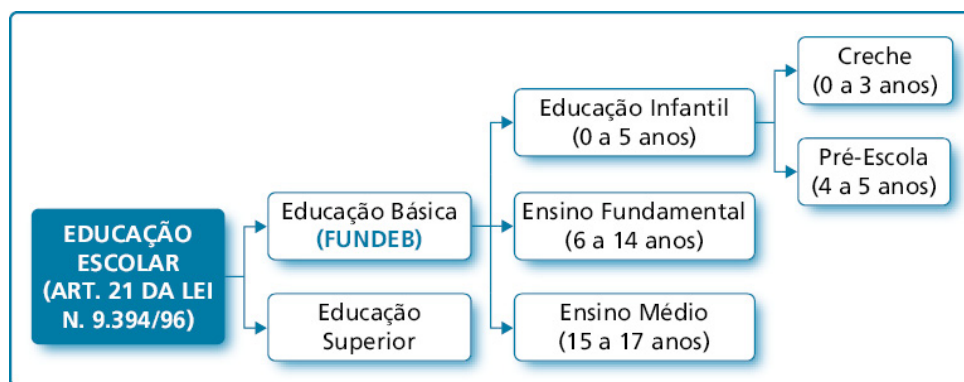 EDUCAÇÃO
ESCOLAR
(ART. 21 DA LEI
N. 9.394/96)
Educação Básica
(FUNDEB)
Educação
Superior
Educação Infantil
(0 a 5 anos)
Ensino Fundamental
(6 a 14 anos)
Ensino Médio
(15 a 17 anos)
Creche
(0 a 3 anos)
Pré-Escola
(4 a 5 anos)